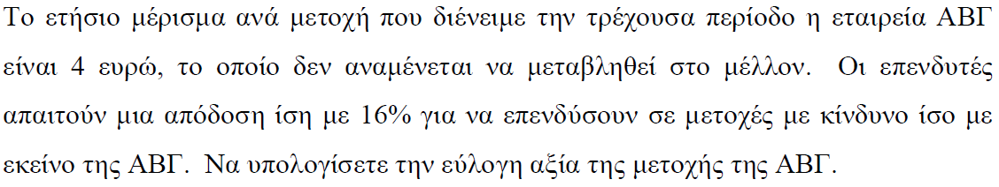 Το ετήσιο μέρισμα ανά μετοχή που διένειμε την τρέχουσα περίοδο η εταιρεία ΑΒΓ
είναι 4 ευρώ, το οποίο δεν αναμένεται να μεταβληθεί στο μέλλον. Οι επενδυτές
απαιτούν μια απόδοση ίση με 16% για να επενδύσουν σε μετοχές με κίνδυνο ίσο με
εκείνο της ΑΒΓ. Να υπολογίσετε την εύλογη αξία της μετοχής της ΑΒΓ.